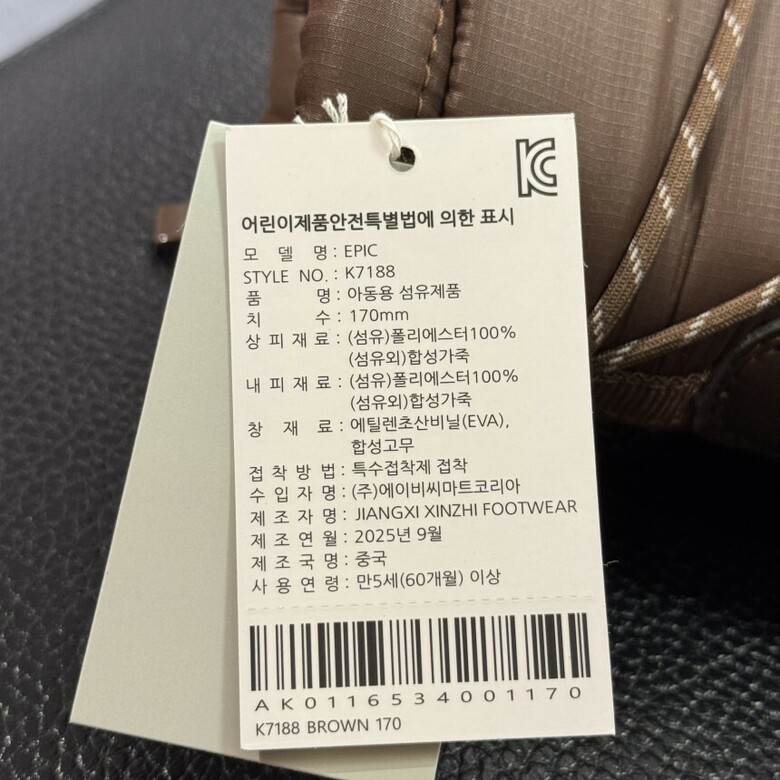 KC
어린이제품안전특별법에 의한 표시
모 델 명 : EPIC
STYLE NO. : K7188
품 명 : 아동용 섬유제품
치 수 : 170mm
상 피 재 료 : (섬유)폴리에스터100%
(섬유외)합성가죽
내 피 재 료 : (섬유)폴리에스터100%
(섬유외)합성가죽
창 재 료 : 에틸렌초산비닐(EVA),
합성고무
접 착 방 법 : 특수접착제 접착
수 입 자 명 : (주)에이비씨마트코리아
제 조 자 명 : JIANGXI XINZHI FOOTWEAR
제 조 연 월 : 2025년 9월
제 조 국 명 : 중국
사 용 연 령 : 만5세(60개월) 이상
AK0116534001170
K7188 BROWN 170